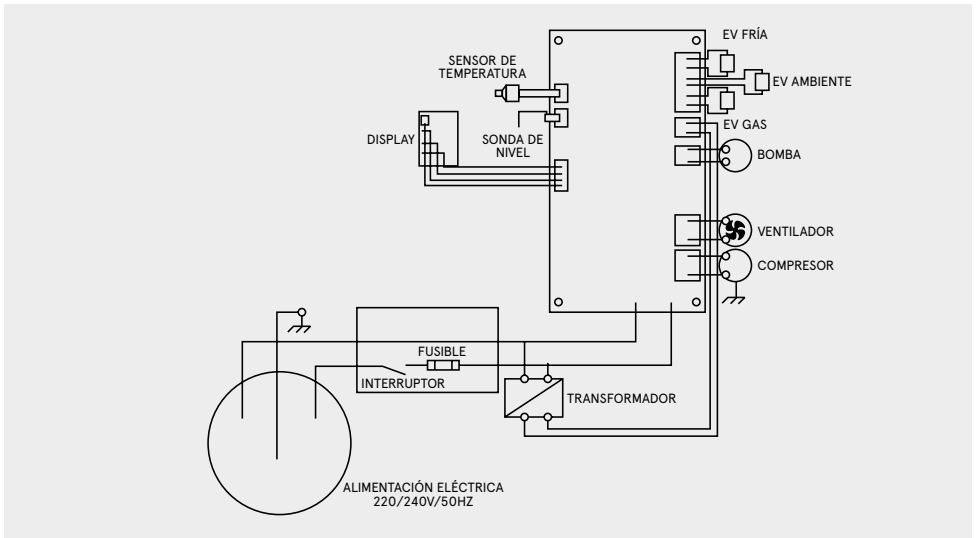 EV FRÍA
SENSOR DE
TEMPERATURA
EV AMBIENTE
EV GAS
DISPLAY
SONDA DE
NIVEL
BOMBA
VENTILADOR
COMPRESOR
FUSIBLE
INTERRUPTOR
TRANSFORMADOR
ALIMENTACIÓN ELÉCTRICA
220/240V/50HZ